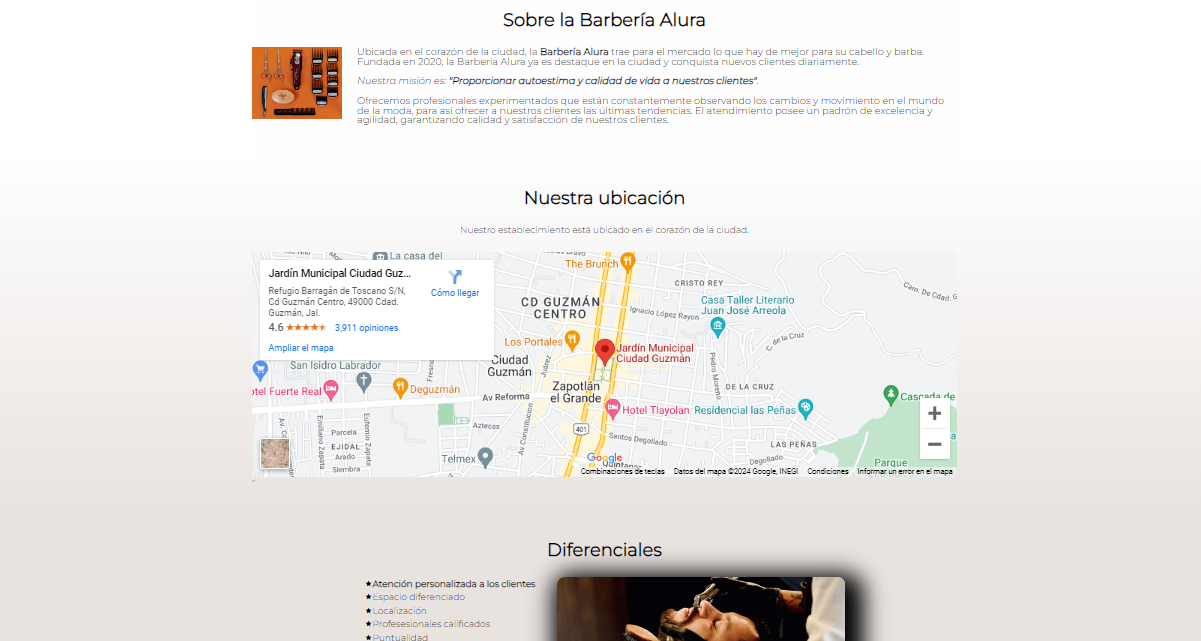 Sobre la Barbería Alura
Ubicada en el corazón de la ciudad, la Barbería Alura trae para el mercado lo que hay de mejor para su cabello y barba.
Fundada en 2020, la Barbería Alura ya es destaque en la ciudad y conquista nuevos clientes diariamente.
Nuestra misión es: "Proporcionar autoestima y calidad de vida a nuestros clientes".
Ofrecemos profesionales experimentados que están constantemente observando los cambios y movimiento en el mundo
de la moda, para así ofrecer a nuestros clientes las últimas tendencias. El atendimiento posee un padrón de excelencia y
agilidad, garantizando calidad y satisfacción de nuestros clientes.
Nuestra ubicación
Nuestro establecimiento está ubicado en el corazón de la ciudad.
La casa del
Jardín Municipal Ciudad Guz...
Refugio Barragán de Toscano S/N,
Cd Guzmán Centro, 49000 Cdad.
Guzmán, Jal.
Cómo llegar
4.6
3,911 opiniones
Ampliar el mapa
The Brunch
CRISTO REY
Cam. De Cdad. G
CD GUZMÁN
CENTRO
Casa Taller Literario
Juan José Arreola
Ignacio López Rayon
Los Portales
C. de la Cruz
Jardín Municipal
Ciudad Guzmán
Ciudad
Guzmán
Juárez
San Isidro Labrador
Fresno
Pedro Moreno
Zapotlán
el Grande
DE LA CRUZ
otel Fuerte Real
Deguzmán
Av Reforma
Cascada de
Hotel Tlayolan
Residencial las Peñas
Av. Constitucion
Aztecas
401
Emiliano Zapata
Eufemio Zapata
Parcela
EJIDAL
Arado
Siembra
Santos Degollado
LAS PEÑAS
Telmex
Google
Quintanar
Degollado
Parque
Combinaciones de teclas
Datos del mapa ©2024 Google, INEGI
Condiciones
Informar un error en el mapa
"
Diferenciales
★Atención personalizada a los clientes
★Espacio diferenciado
★Localización
★Profesesionales calificados
★Puntualidad